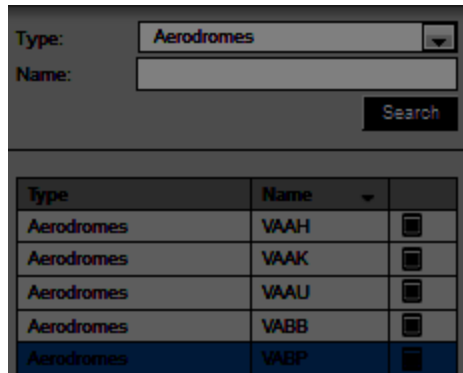 Type: Aerodromes
Name:
Search
Type Name
Aerodromes VAAH
Aerodromes VAAK
Aerodromes VAAU
Aerodromes VABB
Aerodromes VABP